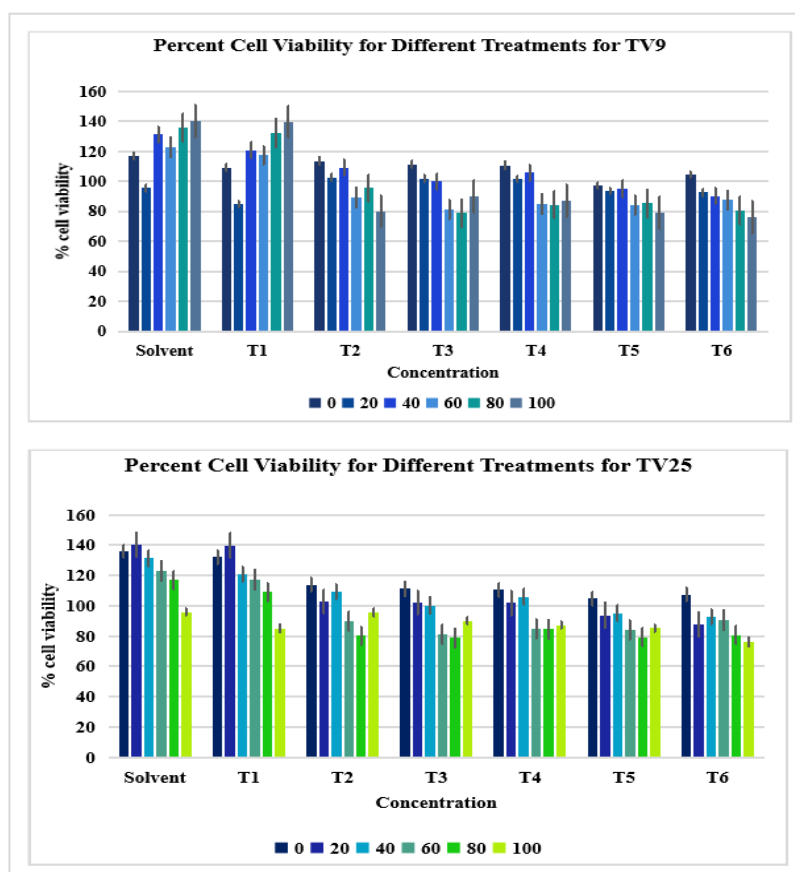 Percent Cell Viability for Different Treatments for TV9
160
140
120
100
80
60
40
20
0
% cell viability
Solvent T1 T2 T3 T4 T5 T6
Concentration
0 20 40 60 80 100
Percent Cell Viability for Different Treatments for TV25
160
140
120
100
80
60
40
20
0
% cell viability
Solvent T1 T2 T3 T4 T5 T6
Concentration
0 20 40 60 80 100